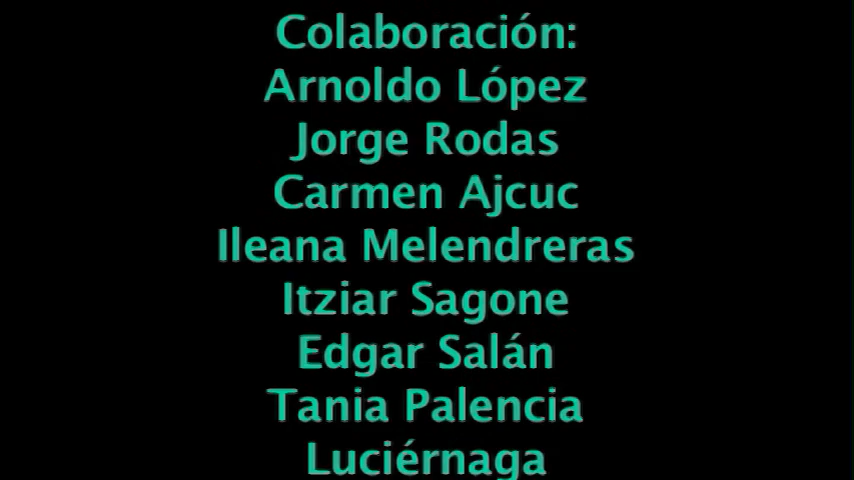 Colaboración:
Arnoldo López
Jorge Rodas
Carmen Ajcuc
Ileana Melendreras
Itziar Sagone
Edgar Salán
Tania Palencia
Luciérnaga